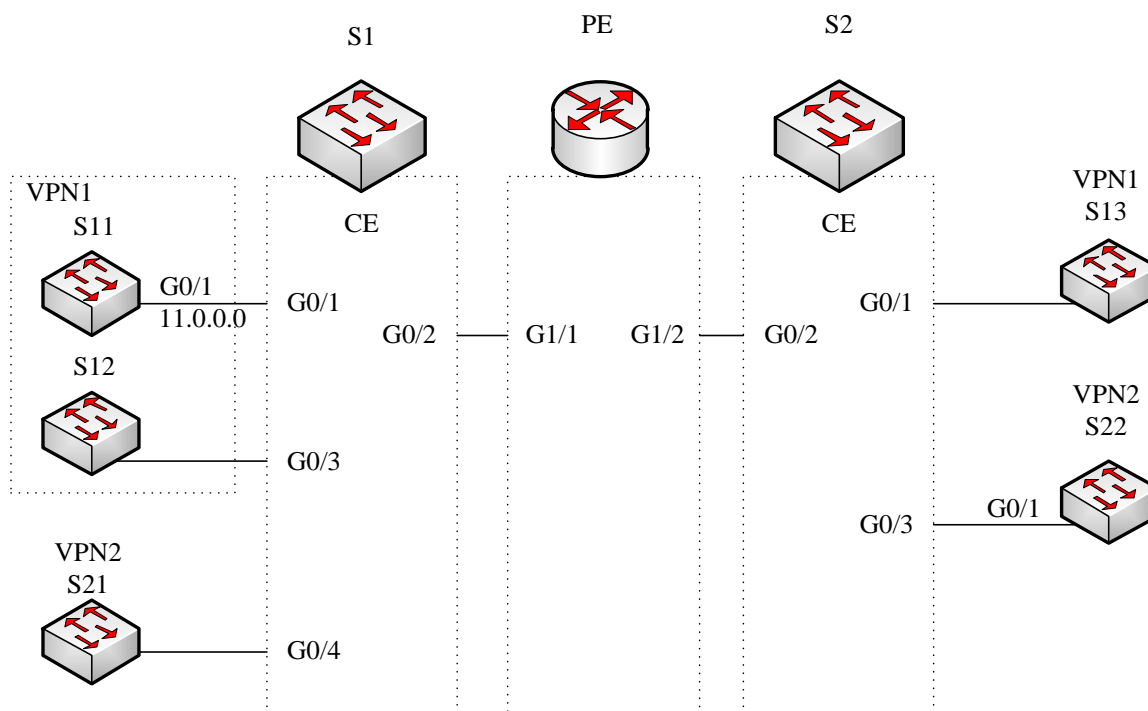 S1
PE
S2
VPN1
S11
G0/1
11.0.0.0
S12
VPN2
S21
CE
G0/1
G0/2
G0/3
G0/4
G1/1
G1/2
CE
G0/1
G0/2
G0/3
VPN1
S13
VPN2
S22
G0/1